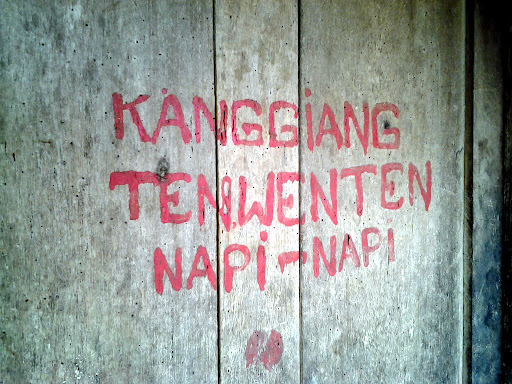 KANGGiANG
TENWENTEN
NAPi-NAPi
"